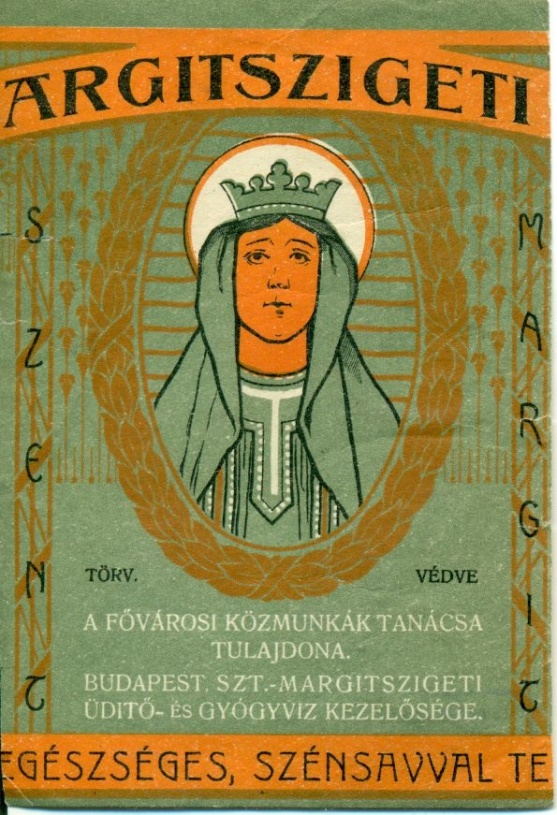 ARGITSZIGETI
SZENT
MARGIT
TÖRV. VÉDVE
A FŐVÁROSI KÖZMUNKÁK TANÁCSA
TULAJDONA.
BUDAPEST. SZT.-MARGITSZIGETI
ÜDITŐ- ÉS GYÓGYVIZ KEZELŐSÉGE.
EGÉSZSÉGES, SZÉNSAVVAL TE